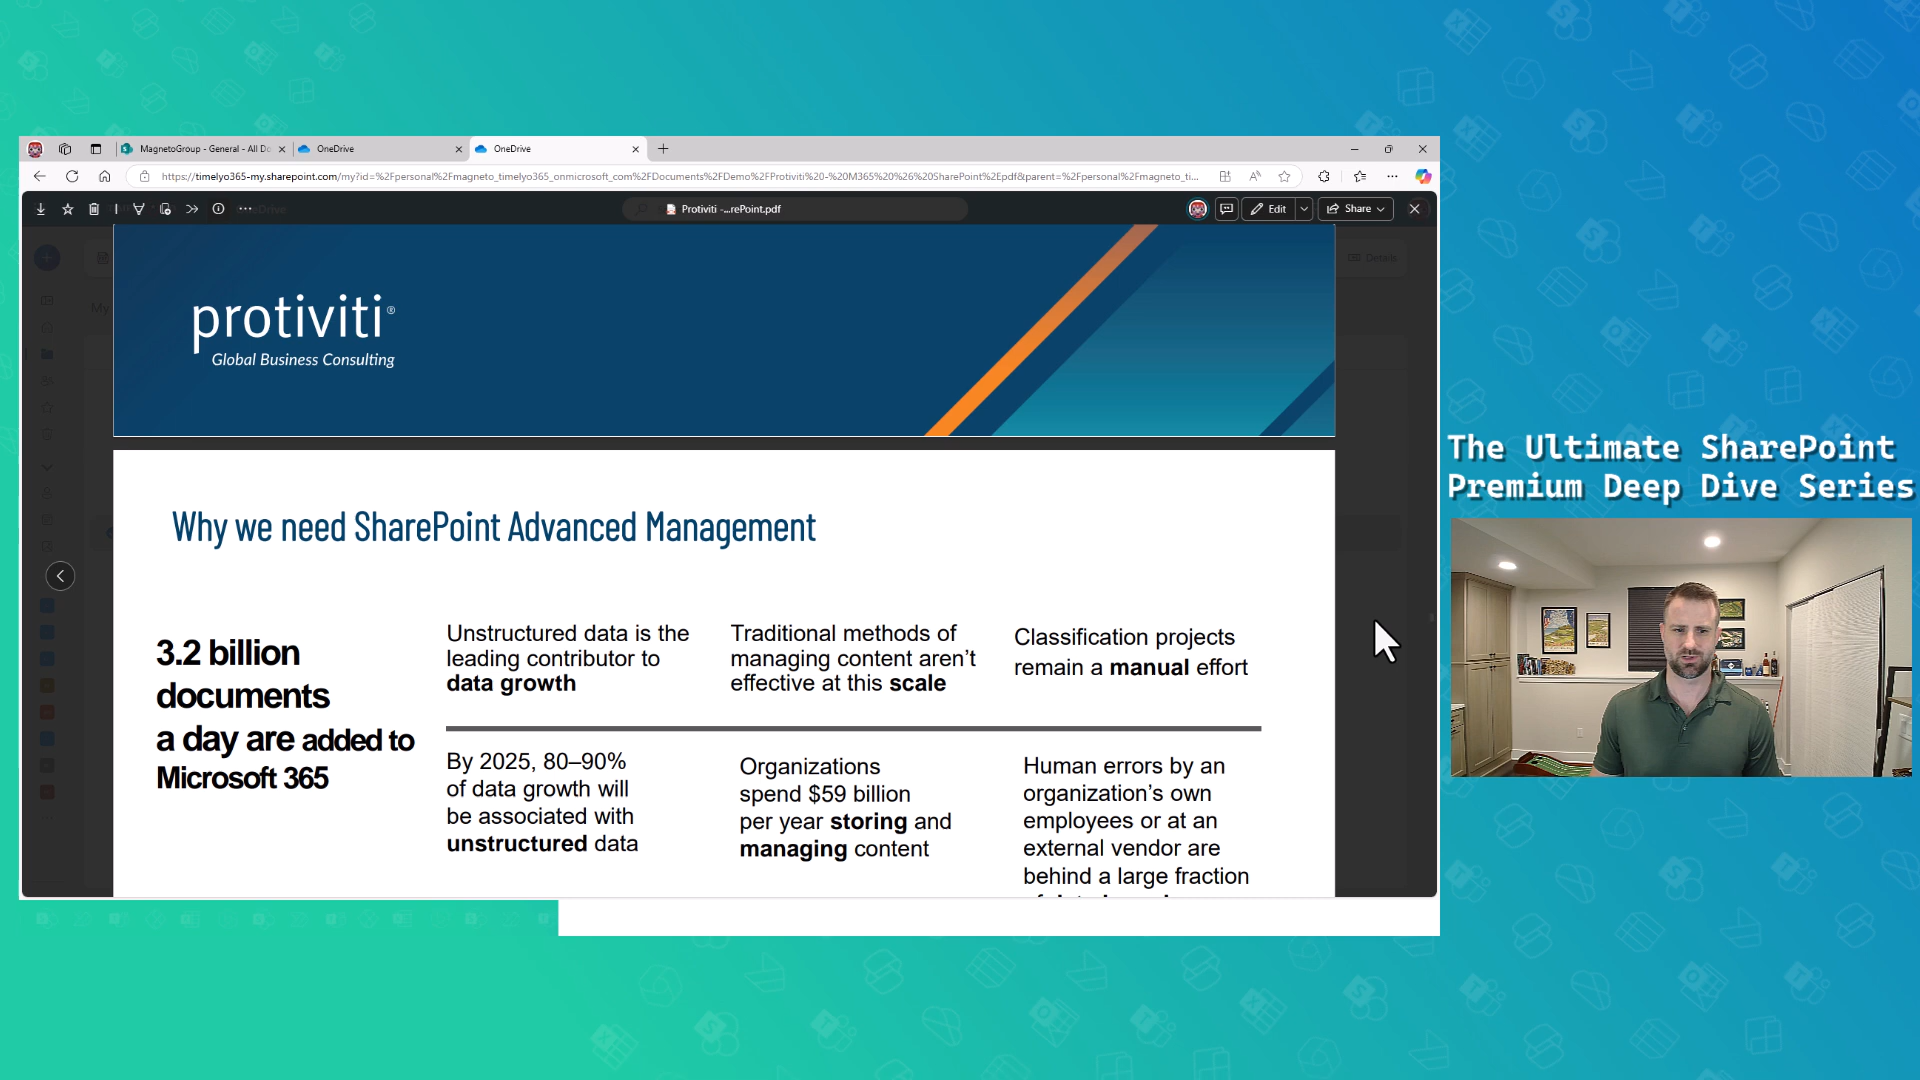 MagnetoGroup - General - All Do
OneDrive
OneDrive
https://timelyo365-my.sharepoint.com/my?id=%2Fpersonal%2Fmagneto_timelyo365_onmicrosoft_com%2FDocuments%2FDemo%2FProtiviti%20-%20M365%20%26%20SharePoint%2Epdf&parent=%2Fpersonal%2Fmagneto_ti...
Protiviti -...rePoint.pdf
Edit
Share
Details
My
protiviti®
Global Business Consulting
Why we need SharePoint Advanced Management
3.2 billion
documents
a day are added to
Microsoft 365
Unstructured data is the
leading contributor to
data growth
Traditional methods of
managing content aren't
effective at this scale
Classification projects
remain a manual effort
By 2025, 80–90%
of data growth will
be associated with
unstructured data
Organizations
spend $59 billion
per year storing and
managing content
Human errors by an
organization's own
employees or at an
external vendor are
behind a large fraction
The Ultimate SharePoint
Premium Deep Dive Series